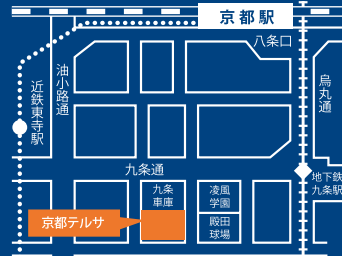 京都駅
八条口
油小路通
烏丸通
近鉄東寺駅
九条通
地下鉄
九条駅
九条
車庫
凌風
学園
京都テルサ
殿田
球場